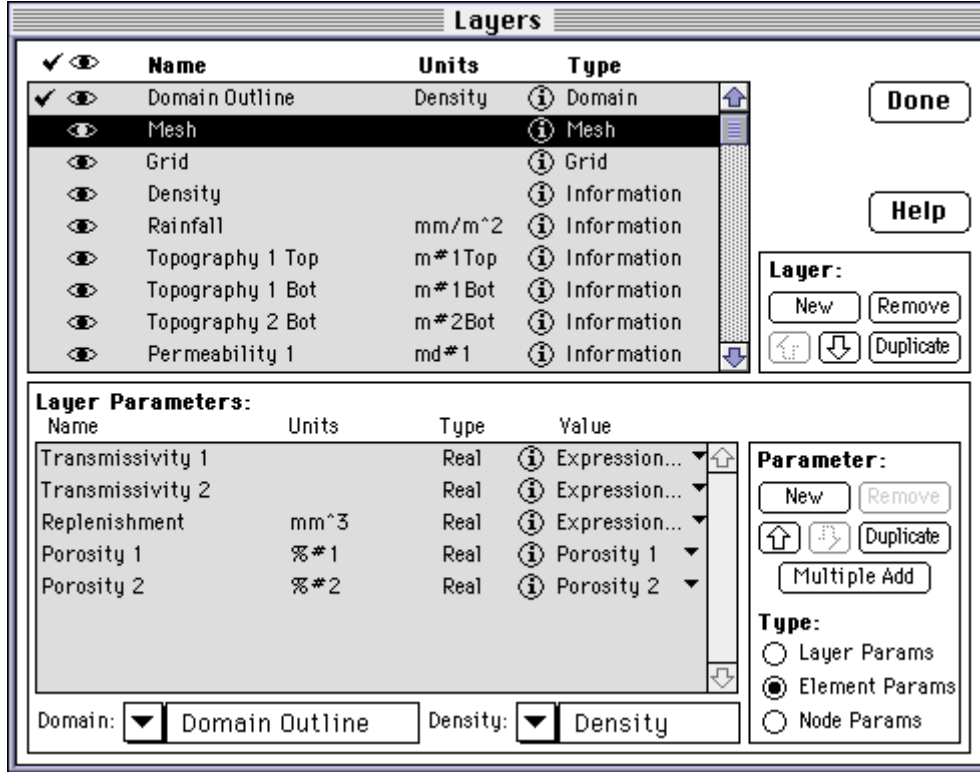 Layers
Name Units Type
Domain Outline Density Domain
Mesh Mesh
Grid Grid
Density Information
Rainfall mm/m^2 Information
Topography 1 Top m#1Top Information
Topography 1 Bot m#1Bot Information
Topography 2 Bot m#2Bot Information
Permeability 1 md#1 Information
Done
Help
Layer:
New Remove
Duplicate
Layer Parameters:
Name Units Type Value
Transmissivity 1 Real Expression...
Transmissivity 2 Real Expression...
Replenishment mm^3 Real Expression...
Porosity 1 %#1 Real Porosity 1
Porosity 2 %#2 Real Porosity 2
Domain: Domain Outline Density: Density
Parameter:
New Remove
Duplicate
Multiple Add
Type:
Layer Params
Element Params
Node Params